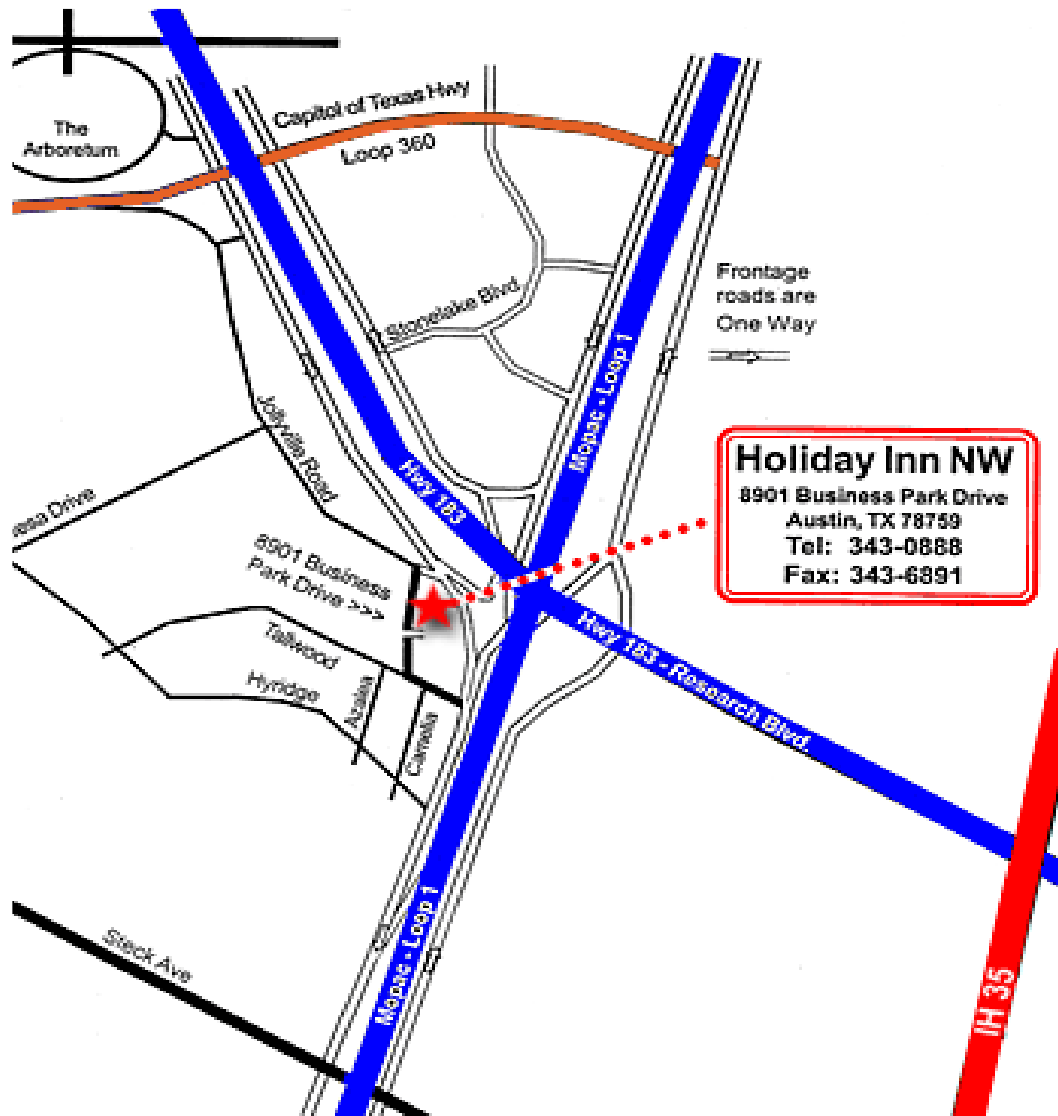 Capitol of Texas Hwy
The
Arboretum
Loop 360
Frontage
roads are
One Way
Stonelake Blvd
Mopac - Loop 1
Jollyville Road
Holiday Inn NW
8901 Business Park Drive
Austin, TX 78759
Tel: 343-0888
Fax: 343-6891
Hwy 183
Drive
8901 Business
Park Drive >>>
Tallwood
Hyridge
Azalea
Camelia
Hwy 183 - Research Blvd.
Mopac - Loop 1
Steck Ave
IH 35